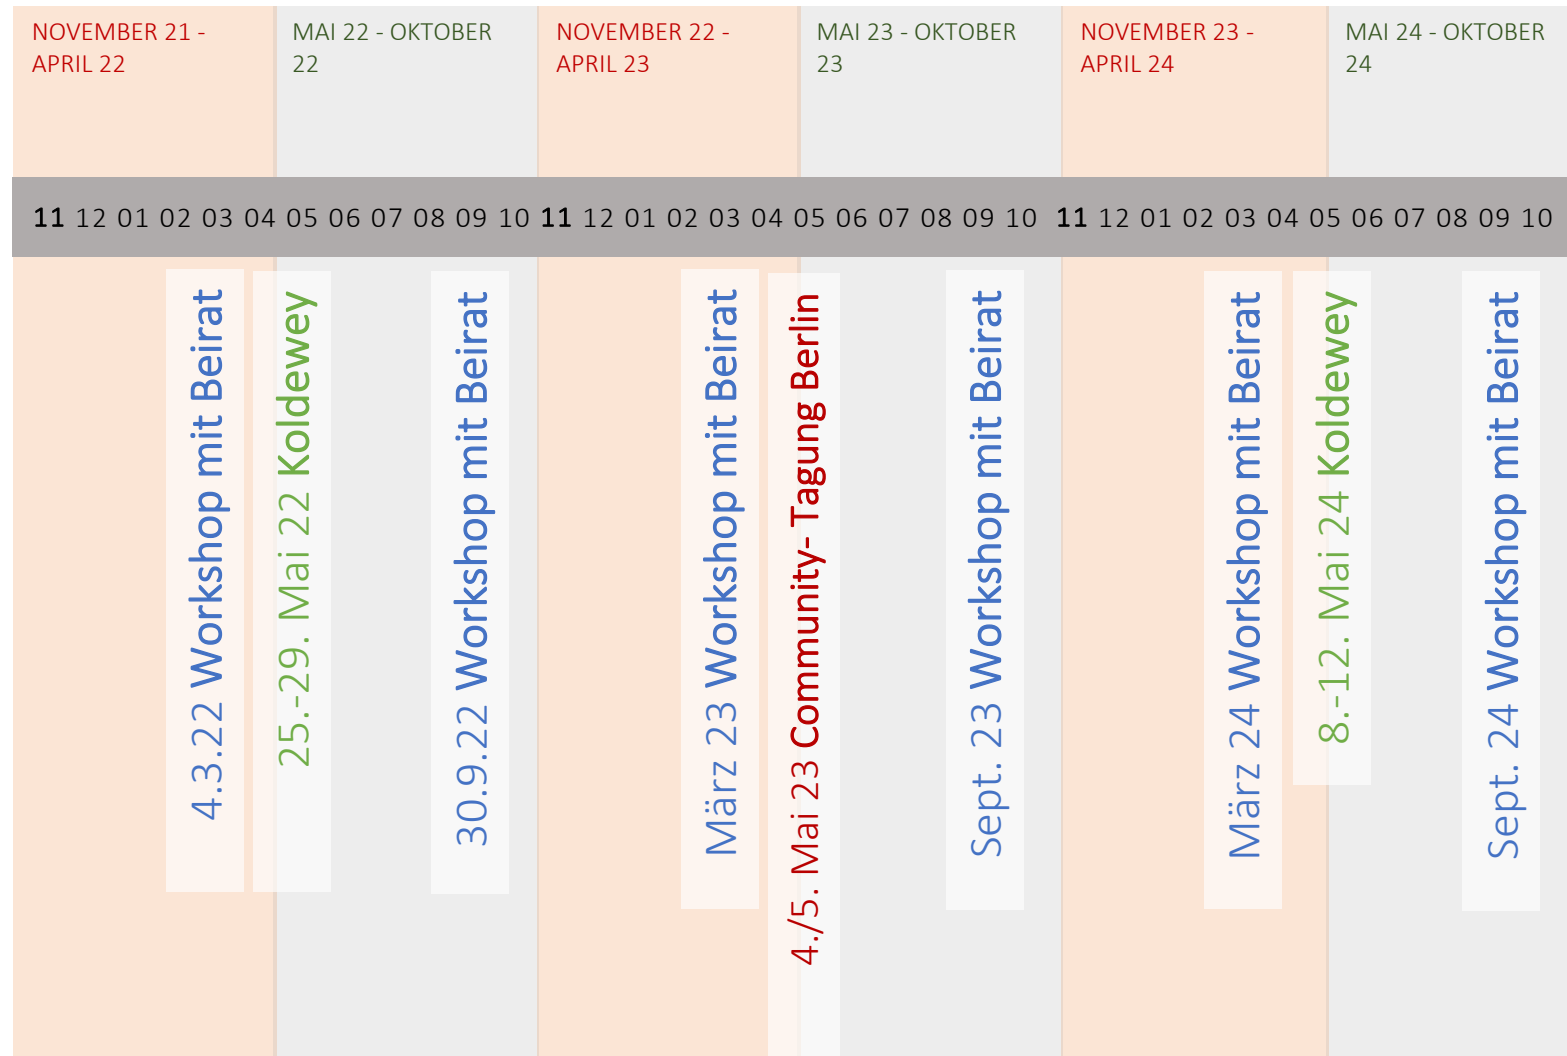 NOVEMBER 21 -
APRIL 22
MAI 22 - OKTOBER
22
NOVEMBER 22 -
APRIL 23
MAI 23 - OKTOBER
23
NOVEMBER 23 -
APRIL 24
MAI 24 - OKTOBER
24
11 12 01 02 03 04 05 06 07 08 09 10 11 12 01 02 03 04 05 06 07 08 09 10 11 12 01 02 03 04 05 06 07 08 09 10
4.3.22 Workshop mit Beirat
25.-29. Mai 22 Koldewey
30.9.22 Workshop mit Beirat
März 23 Workshop mit Beirat
4./5. Mai 23 Community- Tagung Berlin
Sept. 23 Workshop mit Beirat
März 24 Workshop mit Beirat
8.-12. Mai 24 Koldewey
Sept. 24 Workshop mit Beirat